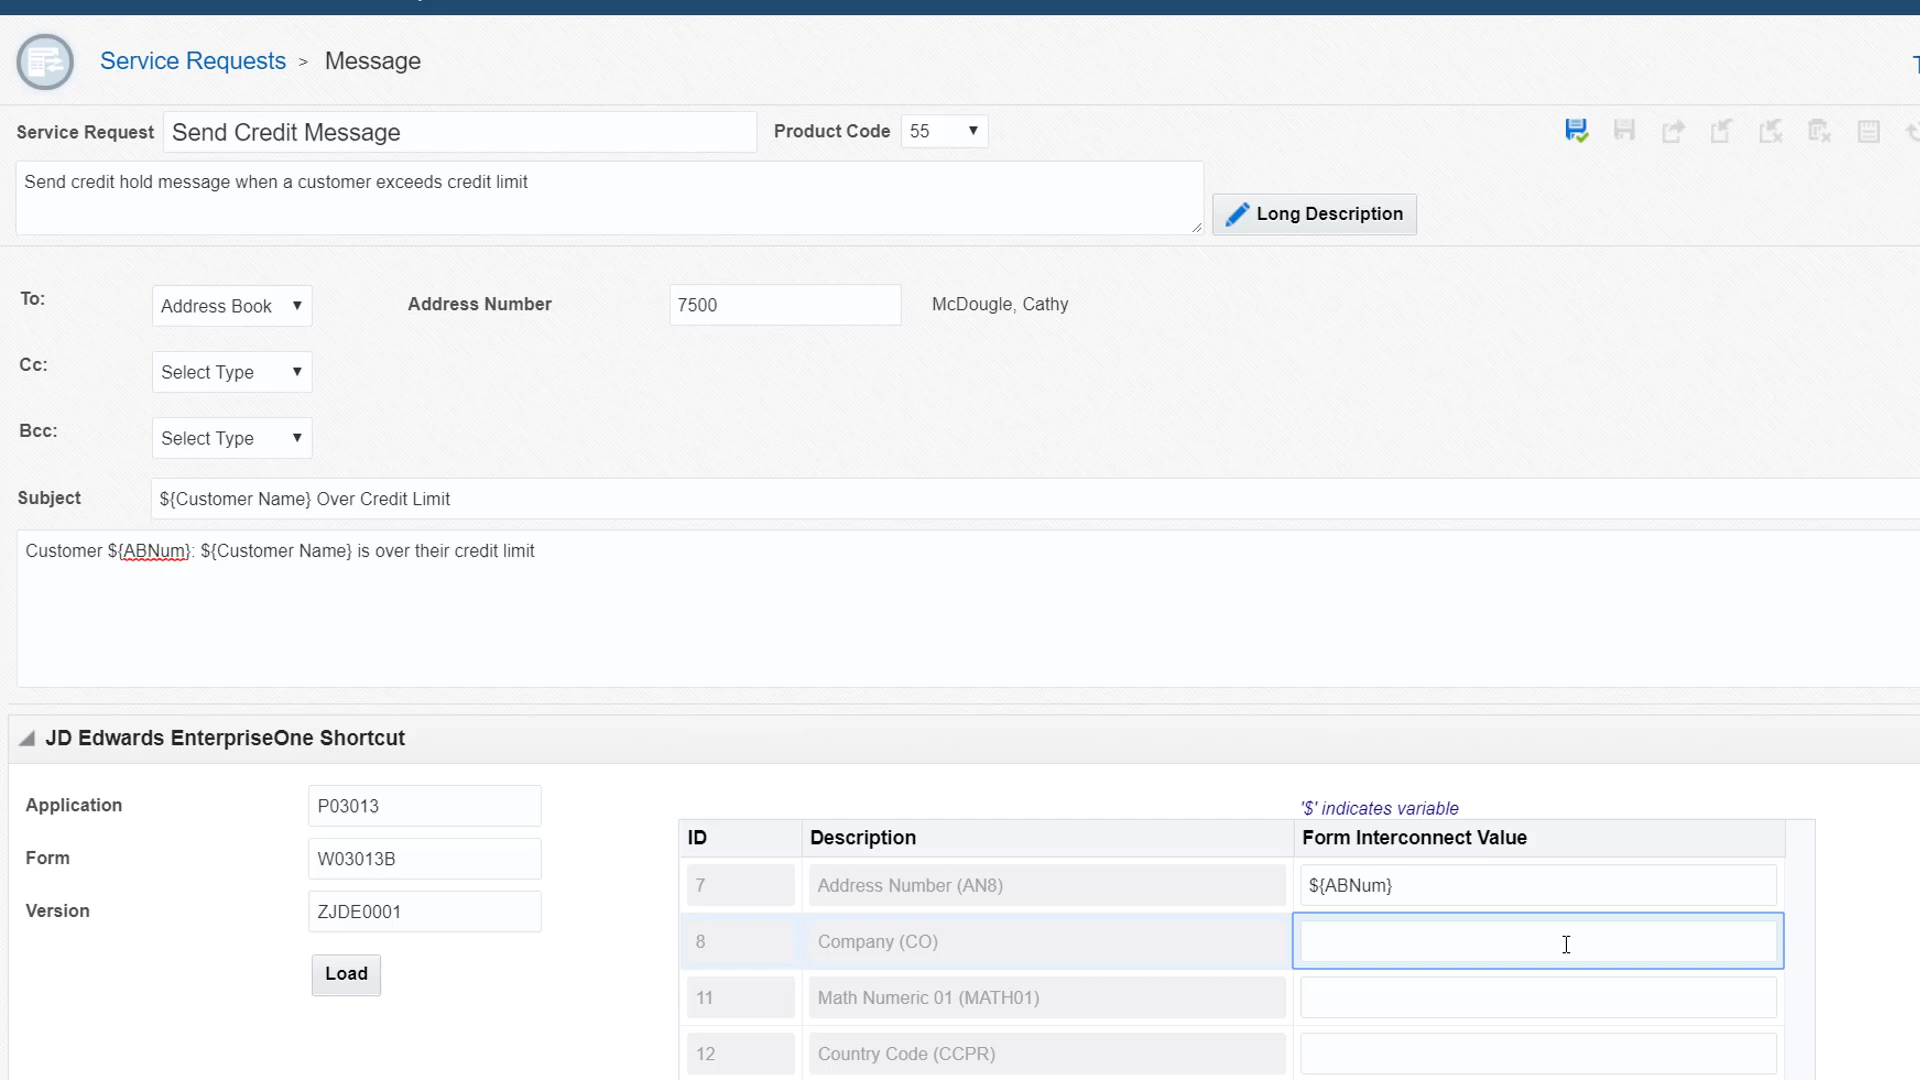 Service Requests > Message
Service Request Send Credit Message Product Code 55
Send credit hold message when a customer exceeds credit limit
Long Description
To: Address Book Address Number 7500 McDougle, Cathy
Cc: Select Type
Bcc: Select Type
Subject ${Customer Name} Over Credit Limit
Customer ${ABNum}: ${Customer Name} is over their credit limit
JD Edwards EnterpriseOne Shortcut
Application P03013
Form W03013B
Version ZJDE0001
Load
'$' indicates variable
ID Description Form Interconnect Value
7 Address Number (AN8) ${ABNum}
8 Company (CO)
11 Math Numeric 01 (MATH01)
12 Country Code (CCPR)